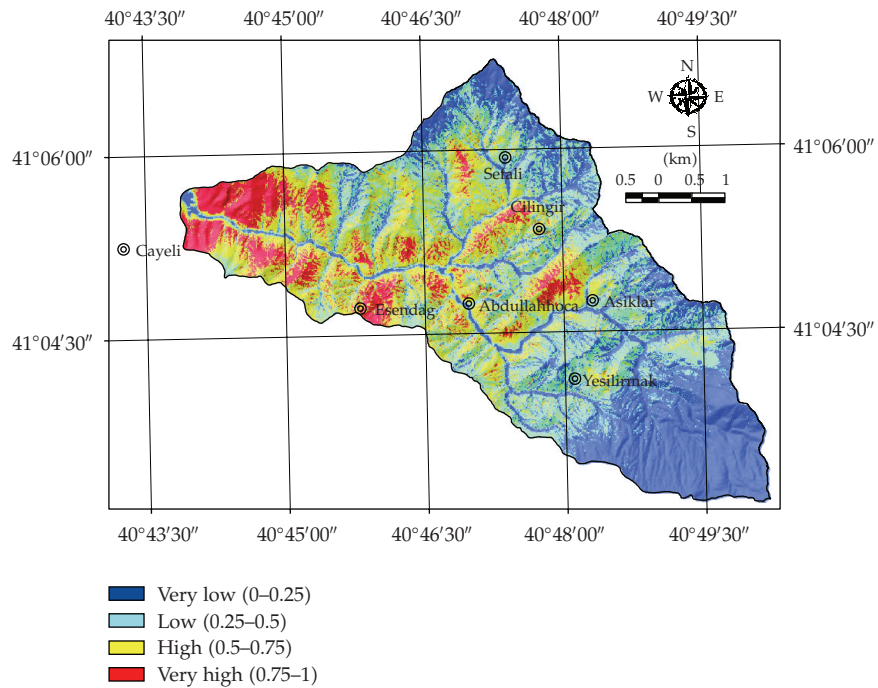 40°43′30″ 40°45′00″ 40°46′30″ 40°48′00″ 40°49′30″
N
W E
S
41°06′00″ 41°06′00″
(km)
0.5 0 0.5 1
Sefali
Cilingir
Cayeli
Esendag Abdullahhoca Asiklar
41°04′30″ 41°04′30″
Yesilirmak
40°43′30″ 40°45′00″ 40°46′30″ 40°48′00″ 40°49′30″
Very low (0–0.25)
Low (0.25–0.5)
High (0.5–0.75)
Very high (0.75–1)